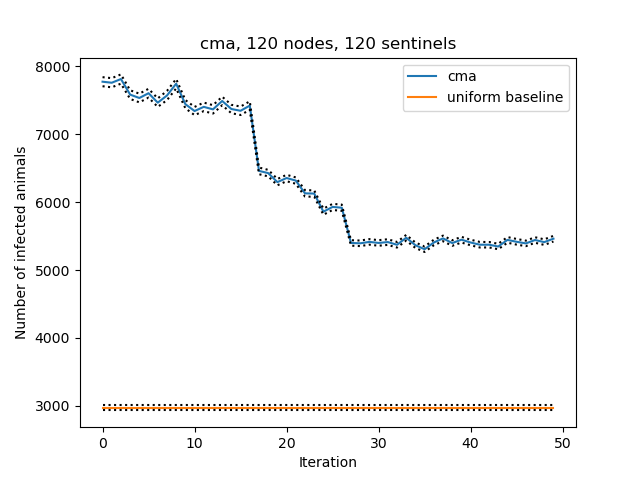 cma, 120 nodes, 120 sentinels
cma
uniform baseline
Number of infected animals
8000
7000
6000
5000
4000
3000
0 10 20 30 40 50
Iteration